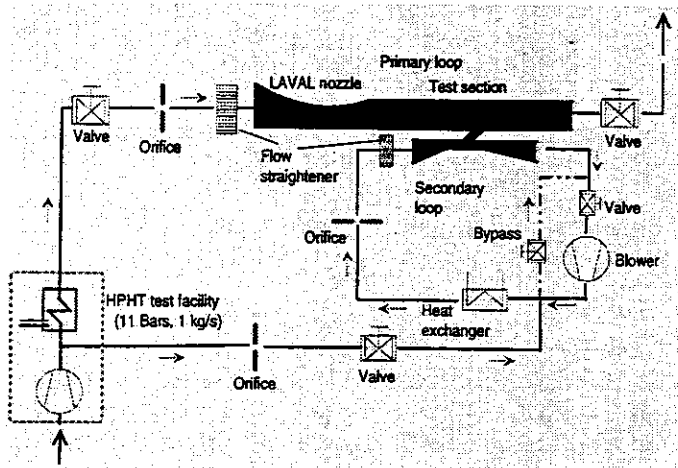 Primary loop
LAVAL nozzle
Test section
Valve
Orifice
Flow
straightener
Valve
Secondary
loop
Orifice
Bypass
Valve
Blower
HPHT test facility
(11 Bars, 1 kg/s)
Heat
exchanger
Orifice
Valve